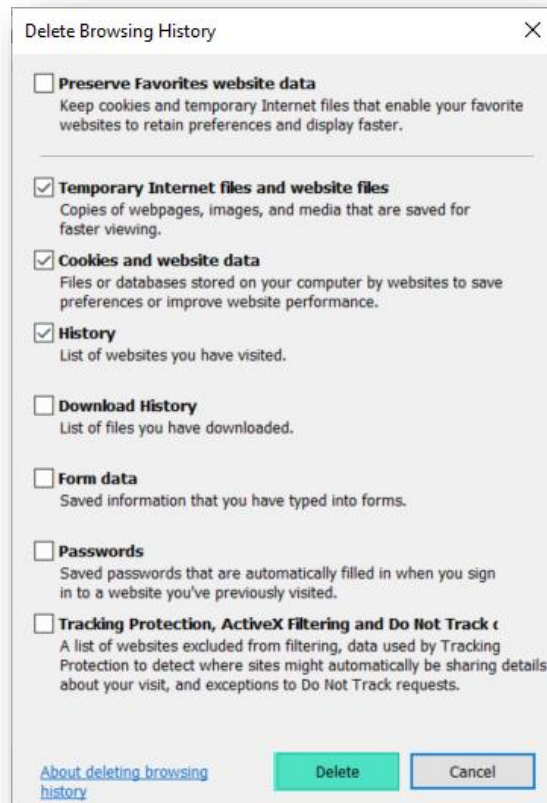 Delete Browsing History
Preserve Favorites website data
Keep cookies and temporary Internet files that enable your favorite
websites to retain preferences and display faster.
Temporary Internet files and website files
Copies of webpages, images, and media that are saved for
faster viewing.
Cookies and website data
Files or databases stored on your computer by websites to save
preferences or improve website performance.
History
List of websites you have visited.
Download History
List of files you have downloaded.
Form data
Saved information that you have typed into forms.
Passwords
Saved passwords that are automatically filled in when you sign
in to a website you've previously visited.
Tracking Protection, ActiveX Filtering and Do Not Track
A list of websites excluded from filtering, data used by Tracking
Protection to detect where sites might automatically be sharing details
about your visit, and exceptions to Do Not Track requests.
About deleting browsing
history
Delete
Cancel